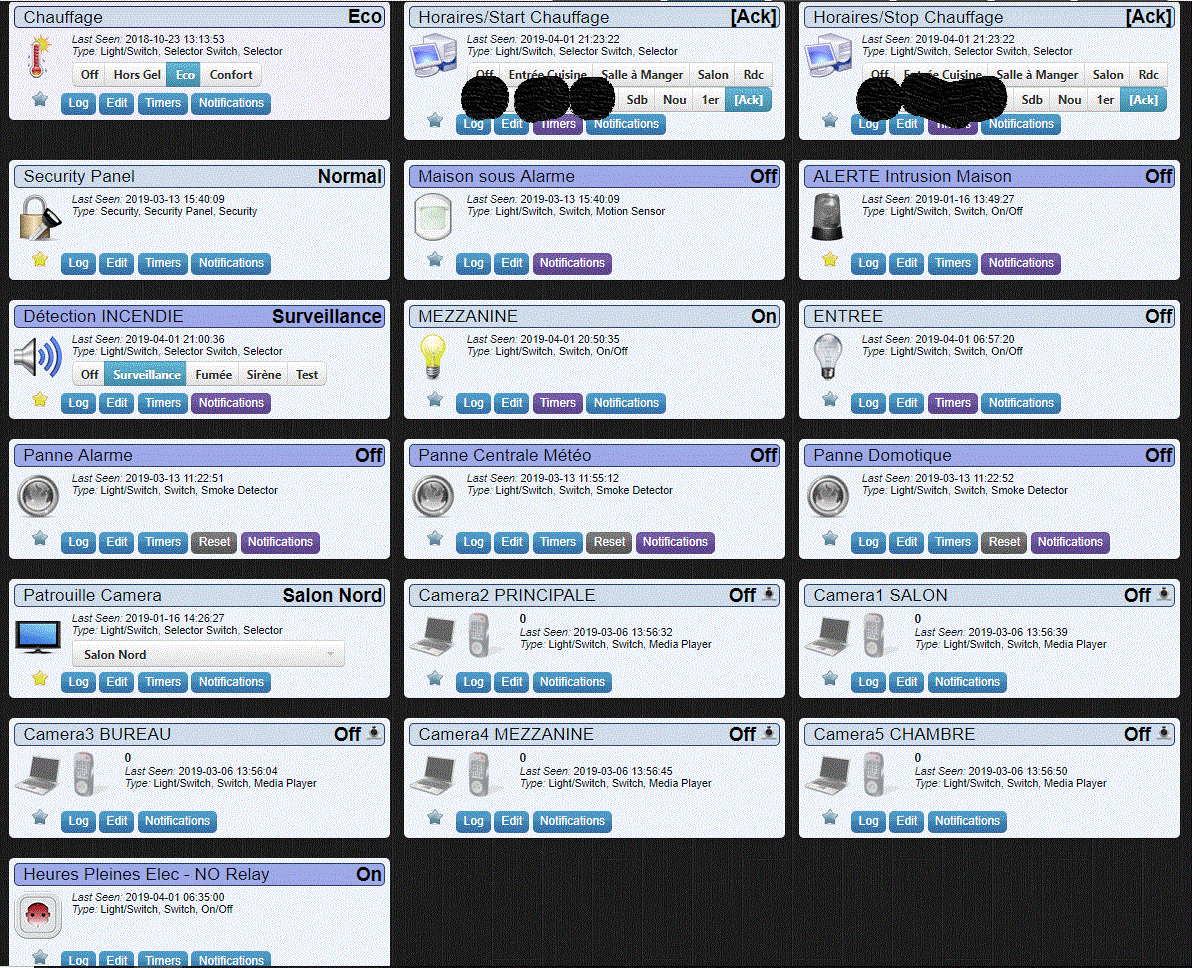 Chauffage Eco
Last Seen: 2018-10-23 13:13:53
Type: Light/Switch, Selector Switch, Selector
Off Hors Gel Eco Confort
Log Edit Timers Notifications
Horaires/Start Chauffage [Ack]
Last Seen: 2019-04-01 21:23:22
Type: Light/Switch, Selector Switch, Selector
Off Entrée Cuisine Salle à Manger Salon Rdc
Sdb Nou 1er [Ack]
Log Edit Timers Notifications
Horaires/Stop Chauffage [Ack]
Last Seen: 2019-04-01 21:23:22
Type: Light/Switch, Selector Switch, Selector
Off Entrée Cuisine Salle à Manger Salon Rdc
Sdb Nou 1er [Ack]
Log Edit Timers Notifications
Security Panel Normal
Last Seen: 2019-03-13 15:40:09
Type: Security, Security Panel, Security
Log Edit Timers Notifications
Maison sous Alarme Off
Last Seen: 2019-03-13 15:40:09
Type: Light/Switch, Switch, Motion Sensor
Log Edit Notifications
ALERTE Intrusion Maison Off
Last Seen: 2019-01-16 13:49:27
Type: Light/Switch, Switch, On/Off
Log Edit Timers Notifications
Détection INCENDIE Surveillance
Last Seen: 2019-04-01 21:00:36
Type: Light/Switch, Selector Switch, Selector
Off Surveillance Fumée Sirène Test
Log Edit Timers Notifications
MEZZANINE On
Last Seen: 2019-04-01 20:50:35
Type: Light/Switch, Switch, On/Off
Log Edit Timers Notifications
ENTREE Off
Last Seen: 2019-04-01 06:57:20
Type: Light/Switch, Switch, On/Off
Log Edit Timers Notifications
Panne Alarme Off
Last Seen: 2019-03-13 11:22:51
Type: Light/Switch, Switch, Smoke Detector
Log Edit Timers Reset Notifications
Panne Centrale Météo Off
Last Seen: 2019-03-13 11:55:12
Type: Light/Switch, Switch, Smoke Detector
Log Edit Timers Reset Notifications
Panne Domotique Off
Last Seen: 2019-03-13 11:22:52
Type: Light/Switch, Switch, Smoke Detector
Log Edit Timers Reset Notifications
Patrouille Camera Salon Nord
Last Seen: 2019-01-16 14:26:27
Type: Light/Switch, Selector Switch, Selector
Salon Nord
Log Edit Timers Notifications
Camera2 PRINCIPALE Off
0
Last Seen: 2019-03-06 13:56:32
Type: Light/Switch, Switch, Media Player
Log Edit Notifications
Camera1 SALON Off
0
Last Seen: 2019-03-06 13:56:39
Type: Light/Switch, Switch, Media Player
Log Edit Notifications
Camera3 BUREAU Off
0
Last Seen: 2019-03-06 13:56:04
Type: Light/Switch, Switch, Media Player
Log Edit Notifications
Camera4 MEZZANINE Off
0
Last Seen: 2019-03-06 13:56:45
Type: Light/Switch, Switch, Media Player
Log Edit Notifications
Camera5 CHAMBRE Off
0
Last Seen: 2019-03-06 13:56:50
Type: Light/Switch, Switch, Media Player
Log Edit Notifications
Heures Pleines Elec - NO Relay On
Last Seen: 2019-04-01 06:35:00
Type: Light/Switch, Switch, On/Off
Log Edit Timers Notifications